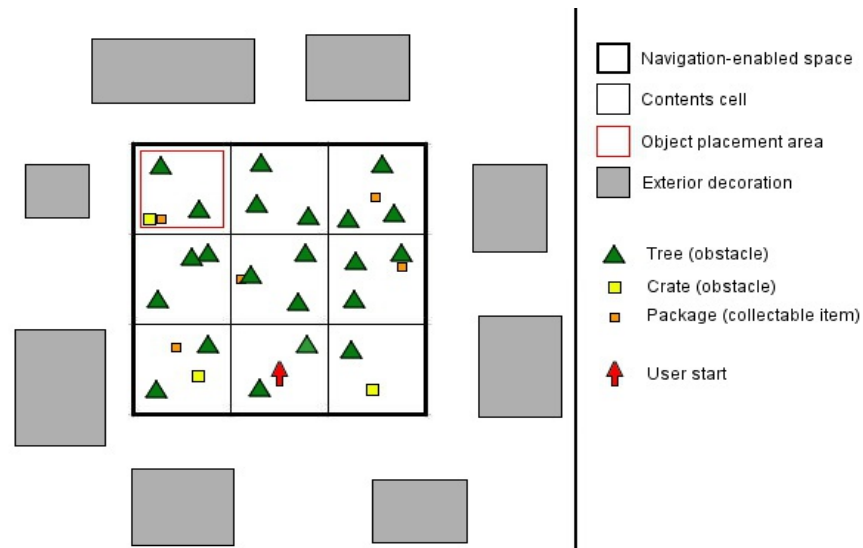 Navigation-enabled space
Contents cell
Object placement area
Exterior decoration
Tree (obstacle)
Crate (obstacle)
Package (collectable item)
User start